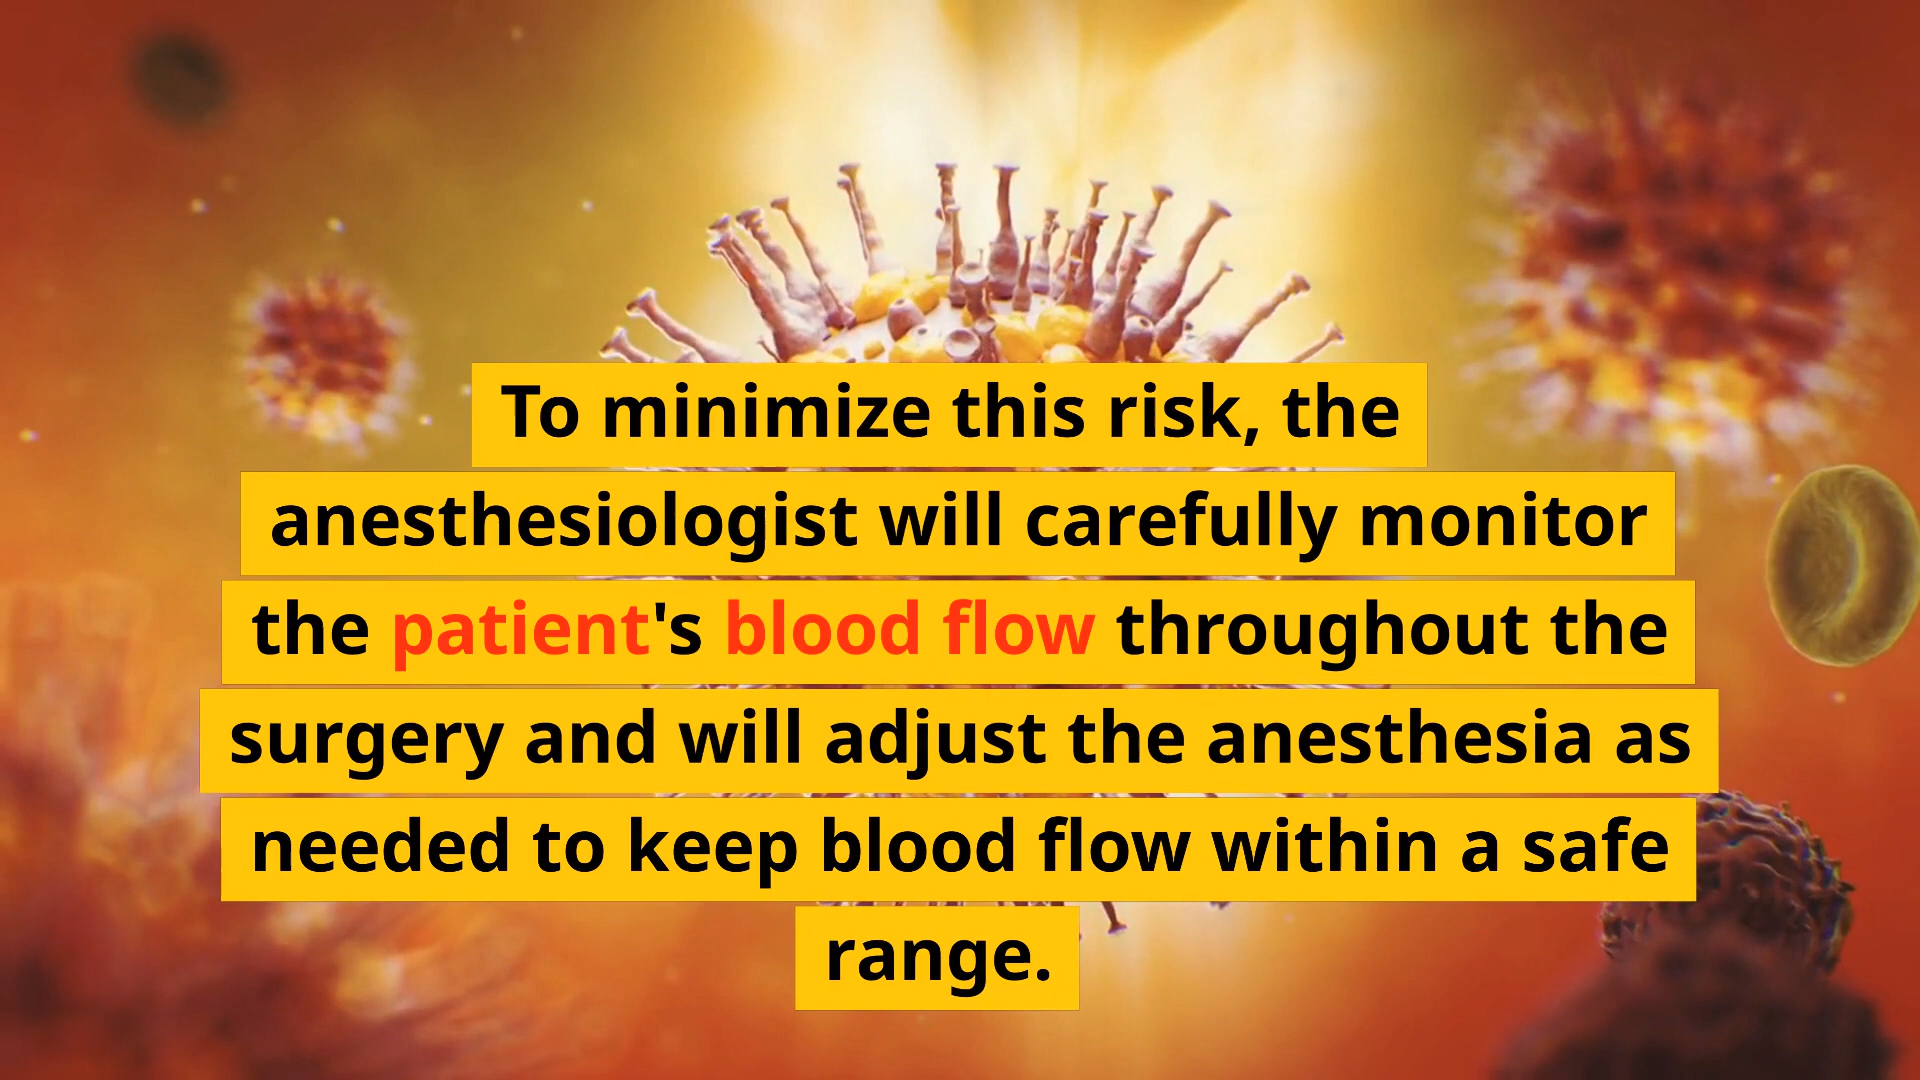 To minimize this risk, the
anesthesiologist will carefully monitor
the patient's blood flow throughout the
surgery and will adjust the anesthesia as
needed to keep blood flow within a safe
range.